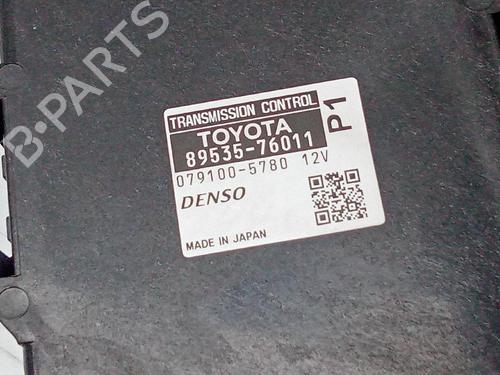 B-PARTS
TRANSMISSION CONTROL
TOYOTA
89535-76011
P1
079100-5780 12V
DENSO
MADE IN JAPAN